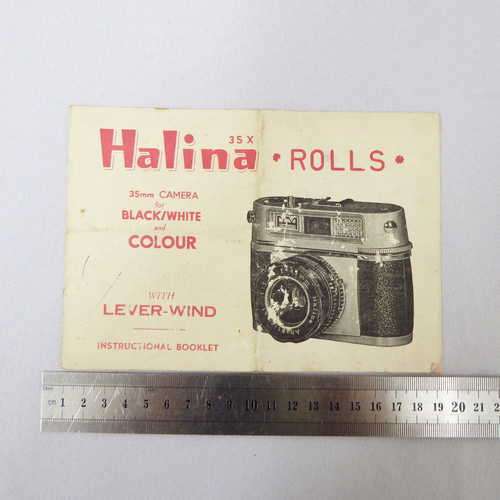 35 X
Halina • ROLLS •
35mm CAMERA
for
BLACK/WHITE
and
COLOUR
WITH
LEVER-WIND
INSTRUCTIONAL BOOKLET
cm 1 2 3 4 5 6 7 8 9 10 11 12 13 14 15 16 17 18 19 20 21 2